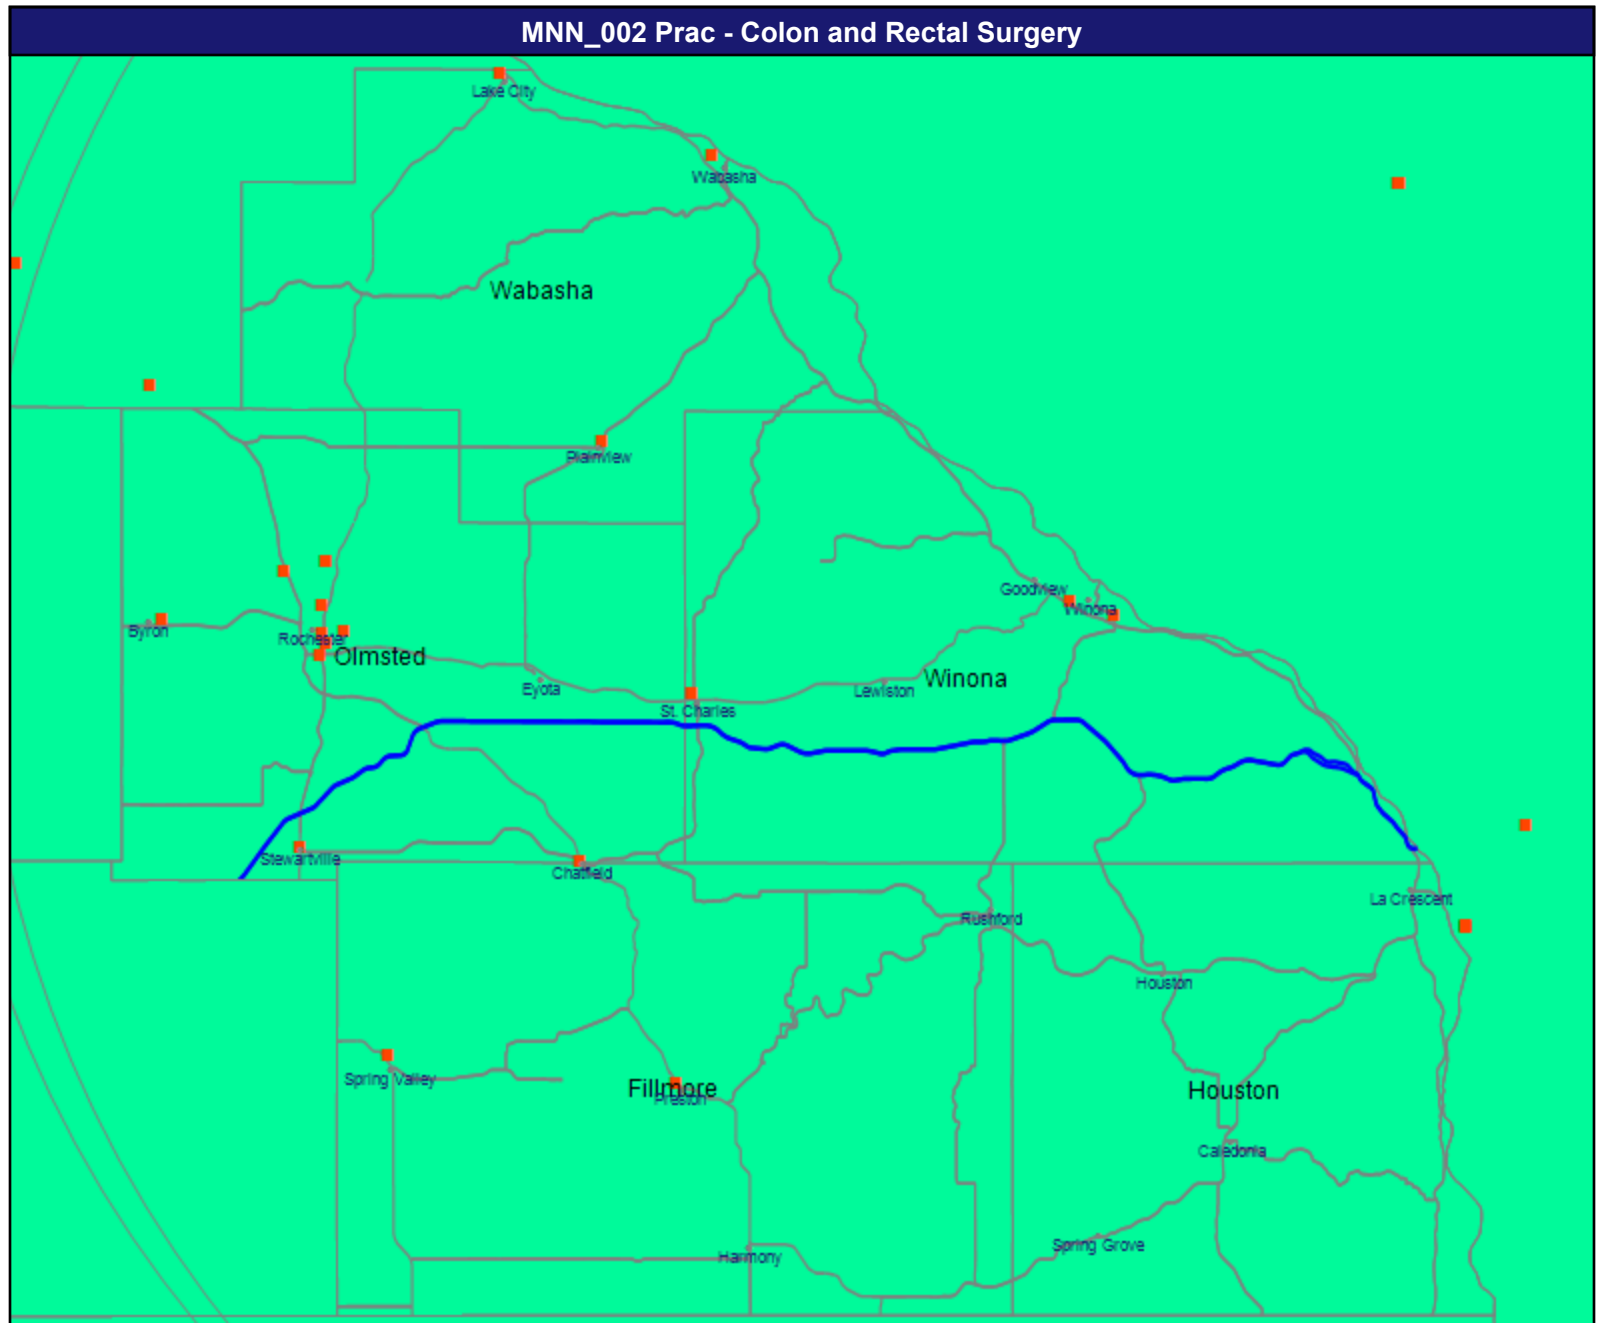 MNN_002 Prac - Colon and Rectal Surgery
Lake City
Wabasha
Wabasha
Plainview
Goodview
Winona
Byron
Rochester
Olmsted
Winona
Eyota
Lewiston
St. Charles
Stewartville
Chatfield
La Crescent
Rushford
Houston
Spring Valley
Fillmore
Preston
Houston
Caledonia
Spring Grove
Harmony